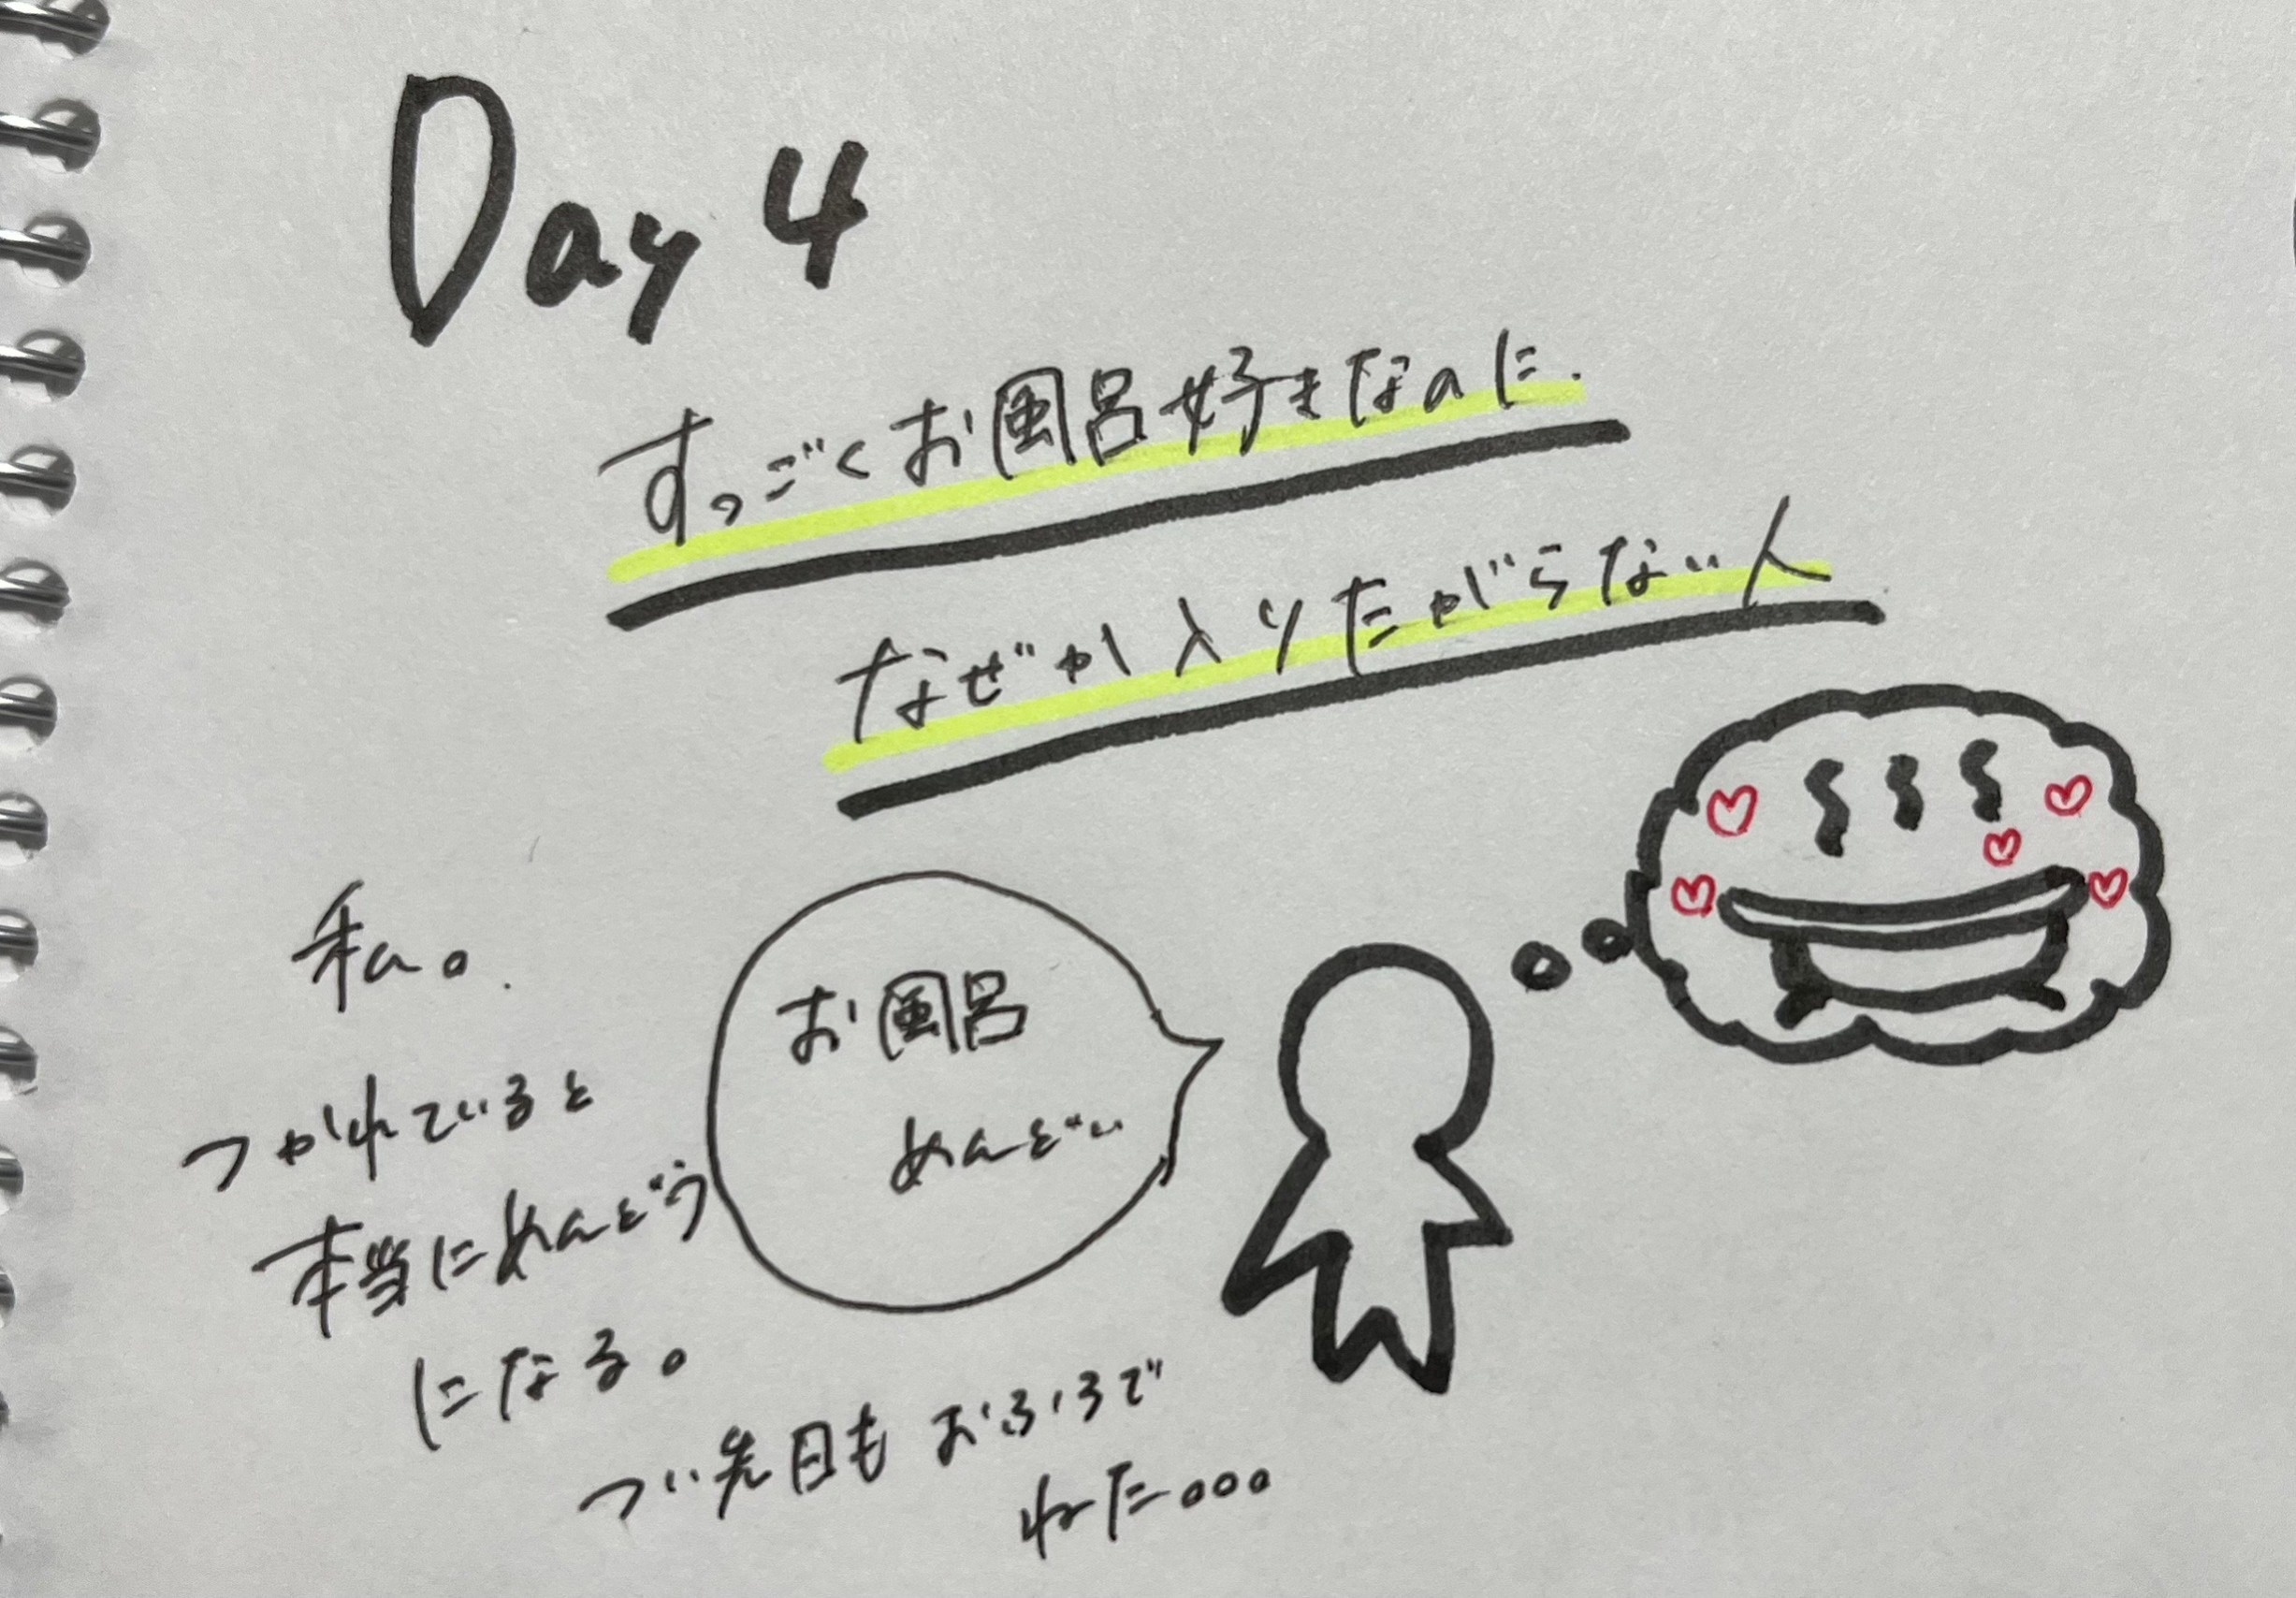 Day 4
すっごくお風呂好きなのに.
なぜか入りたがらない人
私。
つかれていると
本当にめんどう
になる。
お風呂
めんどい
つい先日もおふろで
ねた...